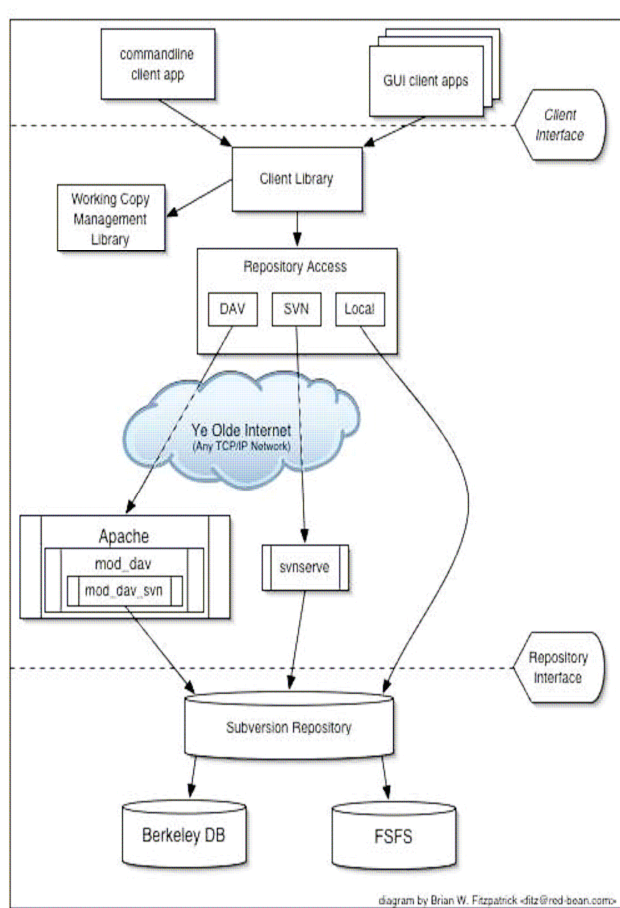 commandline
client app
GUI client apps
Client
Interface
Client Library
Working Copy
Management
Library
Repository Access
DAV
SVN
Local
Ye Olde Internet
(Any TCP/IP Network)
Apache
mod_dav
mod_dav_svn
svnserve
Repository
Interface
Subversion Repository
Berkeley DB
FSFS
diagram by Brian W. Fitzpatrick <fitz@red-bean.com>